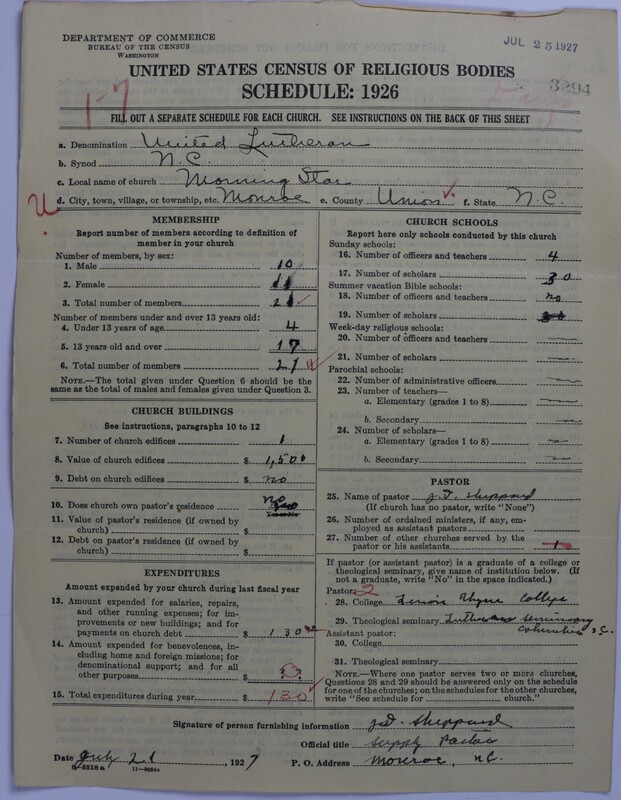 DEPARTMENT OF COMMERCE
BUREAU OF THE CENSUS
WASHINGTON
JUL 25 1927
UNITED STATES CENSUS OF RELIGIOUS BODIES
SCHEDULE: 1926
3294
1-7
FILL OUT A SEPARATE SCHEDULE FOR EACH CHURCH. SEE INSTRUCTIONS ON THE BACK OF THIS SHEET
a. Denomination United Lutheran
b. Synod N.C.
c. Local name of church Morning Star
d. City, town, village, or township, etc. Monroe e. County Union f. State N.C.
U.
MEMBERSHIP
Report number of members according to definition of
member in your church
Number of members, by sex:
1. Male 10
2. Female 11
3. Total number of members 21
Number of members under and over 13 years old:
4. Under 13 years of age 4
5. 13 years old and over 17
6. Total number of members 21
NOTE.—The total given under Question 6 should be the
same as the total of males and females given under Question 3.
CHURCH BUILDINGS
See instructions, paragraphs 10 to 12
7. Number of church edifices 1
8. Value of church edifices $ 1,500
9. Debt on church edifices $ no
10. Does church own pastor's residence no
11. Value of pastor's residence (if owned by
church) $
12. Debt on pastor's residence (if owned by
church) $
EXPENDITURES
Amount expended by your church during last fiscal year
13. Amount expended for salaries, repairs,
and other running expenses; for im-
provements or new buildings; and for
payments on church debt $ 130
14. Amount expended for benevolences,
including home and foreign missions; for
denominational support; and for all
other purposes $
15. Total expenditures during year $ 130
CHURCH SCHOOLS
Report here only schools conducted by this church
Sunday schools:
16. Number of officers and teachers 4
17. Number of scholars 30
Summer vacation Bible schools:
18. Number of officers and teachers no
19. Number of scholars
Week-day religious schools:
20. Number of officers and teachers —
21. Number of scholars —
Parochial schools:
22. Number of administrative officers —
23. Number of teachers—
a. Elementary (grades 1 to 8) —
b. Secondary —
24. Number of scholars—
a. Elementary (grades 1 to 8) —
b. Secondary —
PASTOR
25. Name of pastor J.D. Sheppard
(If church has no pastor, write "None")
26. Number of ordained ministers, if any, em-
ployed as assistant pastors
27. Number of other churches served by the
pastor or his assistants 1
If pastor (or assistant pastor) is a graduate of a college or
theological seminary, give name of institution below. (If
not a graduate, write "No" in the space indicated.)
Pastor: 2
28. College Lenoir Rhyne College
29. Theological seminary Lutheran Seminary
Columbia S.C.
Assistant pastor:
30. College
31. Theological seminary
NOTE.—Where one pastor serves two or more churches,
Questions 28 and 29 should be answered only on the schedule
for one of the churches; on the schedules for the other churches,
write "See schedule for church."
Signature of person furnishing information J.D. Sheppard
Official title Supply Pastor
Date July 21, 1927 P. O. Address Monroe, N.C.
8—5518a 11—9034